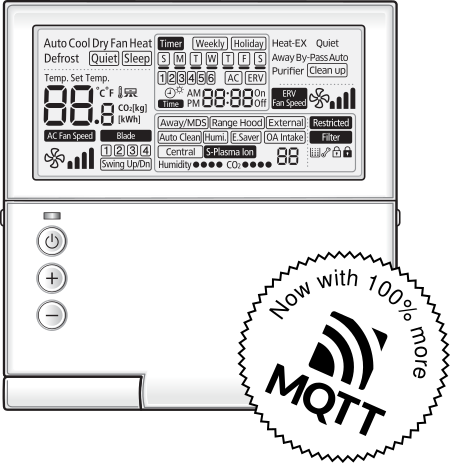 Auto Cool Dry Fan Heat Timer Weekly Holiday Heat-EX Quiet
Defrost Quiet Sleep S M T W T F S Away By-Pass Auto
Temp. Set Temp. 1 2 3 4 5 6 AC ERV Purifier Clean up
88.8 °C °F CO₂[kg] [kWh] Time AM PM 88:88 On Off ERV Fan Speed
AC Fan Speed Blade Away/MDS Range Hood External Restricted
1 2 3 4 Auto Clean Humi. E.Saver OA Intake Filter
Swing Up/Dn Central S-Plasma Ion 88
Humidity CO₂
Now with 100% more
MQTT